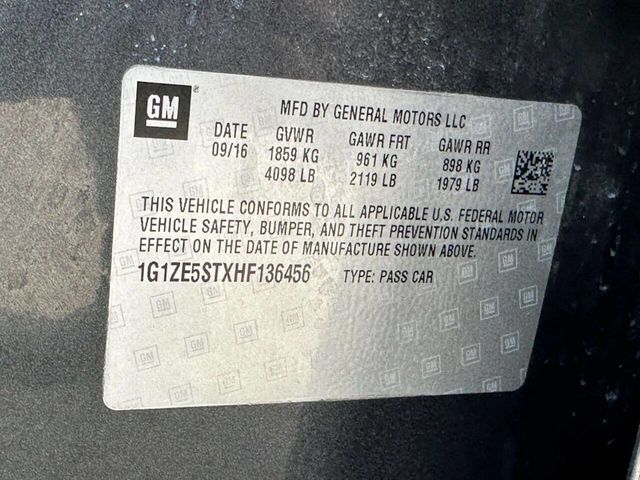 GM
MFD BY GENERAL MOTORS LLC
DATE GVWR GAWR FRT GAWR RR
09/16 1859 KG 961 KG 898 KG
4098 LB 2119 LB 1979 LB
THIS VEHICLE CONFORMS TO ALL APPLICABLE U.S. FEDERAL MOTOR
VEHICLE SAFETY, BUMPER, AND THEFT PREVENTION STANDARDS IN
EFFECT ON THE DATE OF MANUFACTURE SHOWN ABOVE.
1G1ZE5STXHF136456 TYPE: PASS CAR